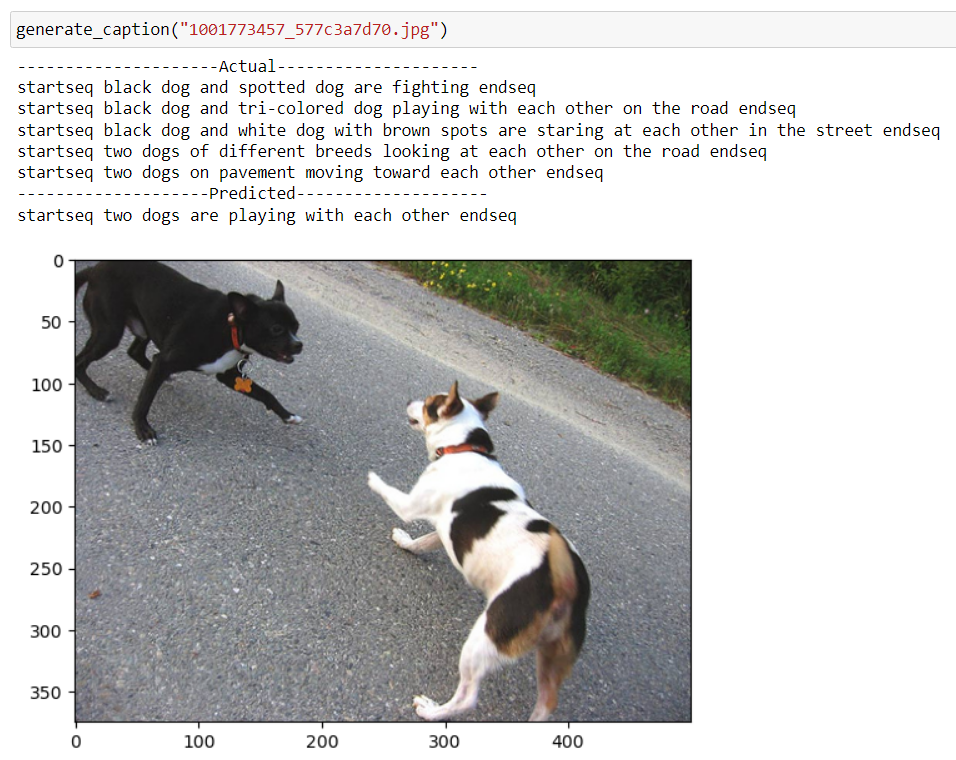 generate_caption("1001773457_577c3a7d70.jpg")
---------------------Actual---------------------
startseq black dog and spotted dog are fighting endseq
startseq black dog and tri-colored dog playing with each other on the road endseq
startseq black dog and white dog with brown spots are staring at each other in the street endseq
startseq two dogs of different breeds looking at each other on the road endseq
startseq two dogs on pavement moving toward each other endseq
--------------------Predicted--------------------
startseq two dogs are playing with each other endseq
0
50
100
150
200
250
300
350
0 100 200 300 400